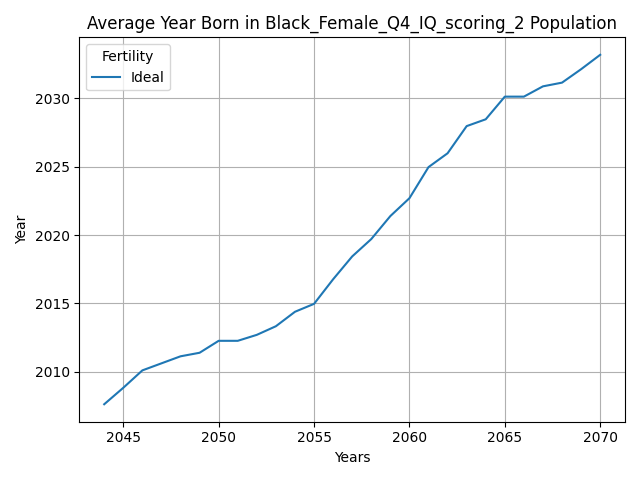 Average Year Born in Black_Female_Q4_IQ_scoring_2 Population
Fertility
Ideal
2030
2025
2020
2015
2010
Year
2045 2050 2055 2060 2065 2070
Years